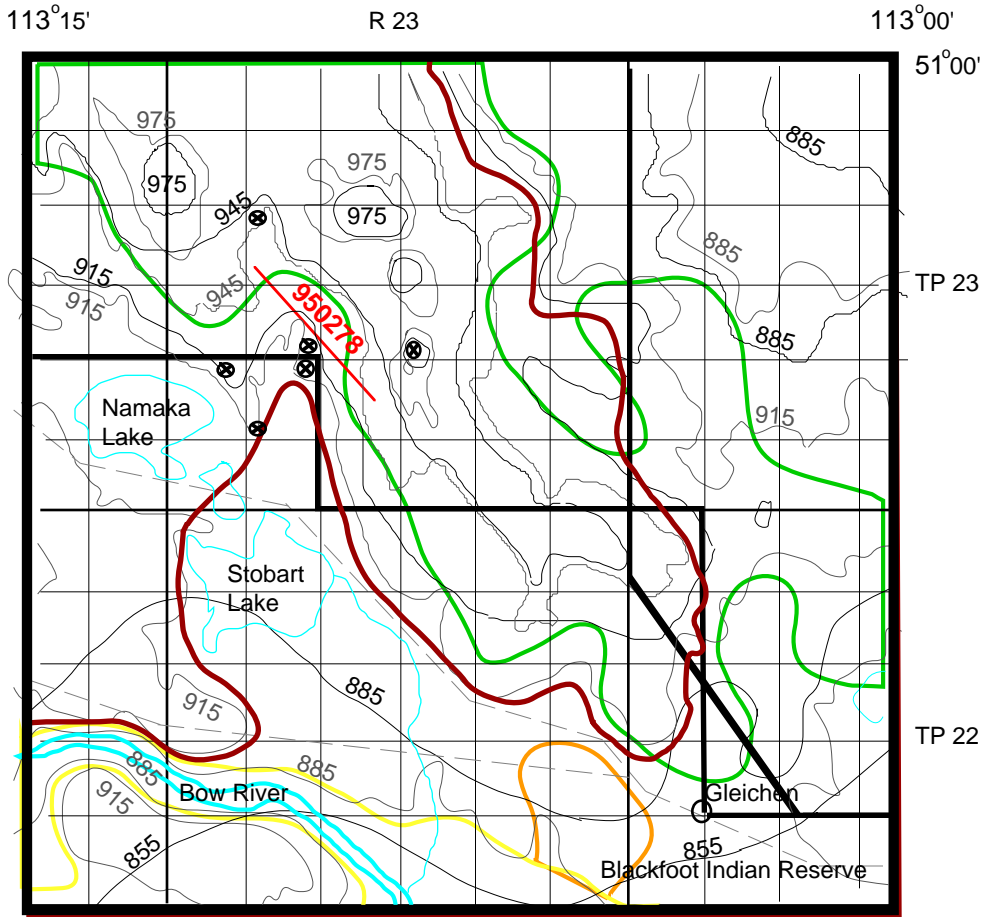 113°15'
R 23
113°00'
51°00'
975
885
975
975
945
975
885
915
TP 23
945
915
950278
885
Namaka
Lake
915
Stobart
Lake
885
915
TP 22
885
885
915
Bow River
Gleichen
855
855
Blackfoot Indian Reserve